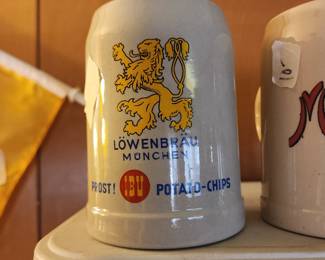 LÖWENBRÄU
MÜNCHEN
PROST! IBU POTATO-CHIPS
M